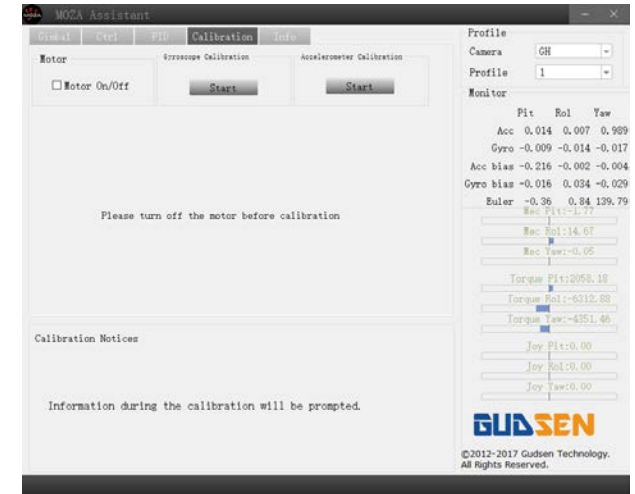 MOZA Assistant
Global Ctrl PID Calibration Info
Motor
Motor On/Off
Gyroscope Calibration
Start
Accelerometer Calibration
Start
Please turn off the motor before calibration
Calibration Notices
Information during the calibration will be prompted.
Profile
Camera GH
Profile 1
Monitor
Pit Rol Yaw
Acc 0.014 0.007 0.989
Gyro -0.009 -0.014 -0.017
Acc bias -0.216 -0.002 -0.004
Gyro bias -0.016 0.034 -0.029
Euler -0.36 0.84 139.79
Mec Pit:-1.77
Mec Rol:14.67
Mec Yaw:-0.05
Torque Pit:2058.18
Torque Rol:-6312.88
Torque Yaw:-4351.46
Joy Pit:0.00
Joy Rol:0.00
Joy Yaw:0.00
GUDSEN
©2012-2017 Gudsen Technology.
All Rights Reserved.